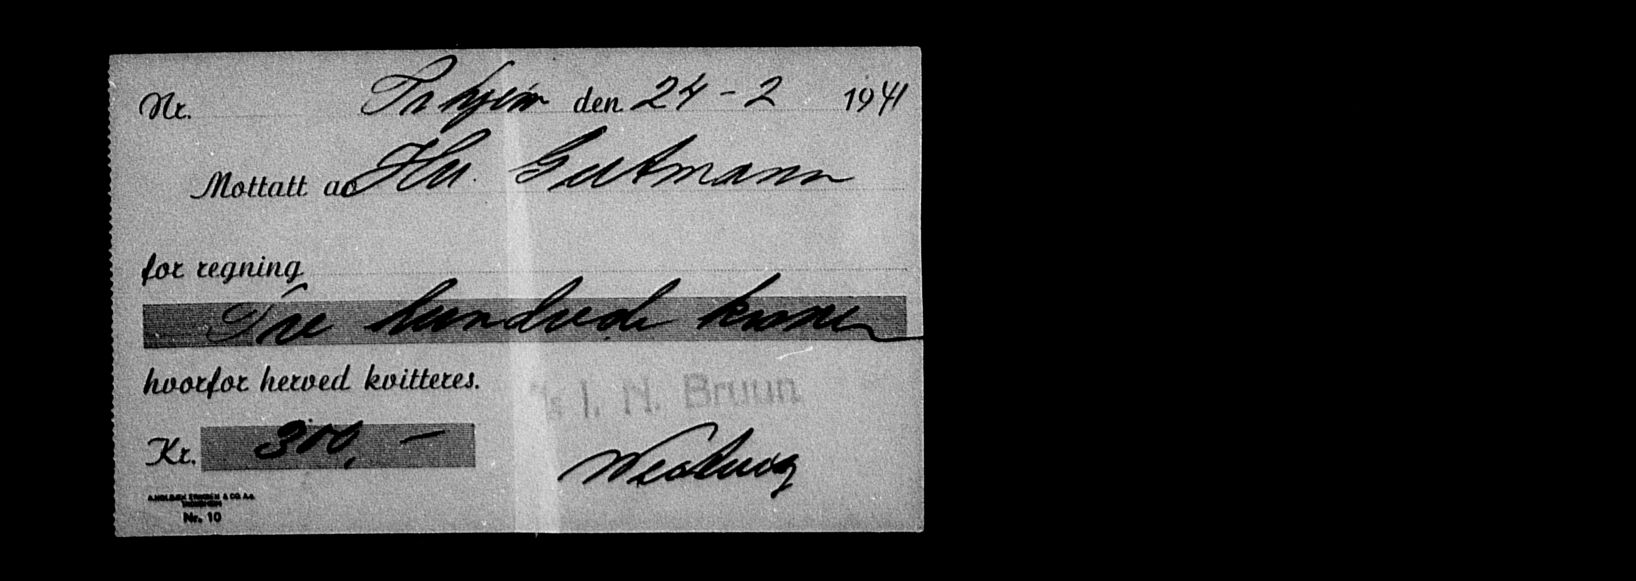 Nr. Trhjem den 24 - 2 1941
Mottatt av Hr. Gutmann
for regning
Tre hundrede kroner
hvorfor herved kvitteres.
I. N. Bruun
Kr. 300, -
Nr. 10